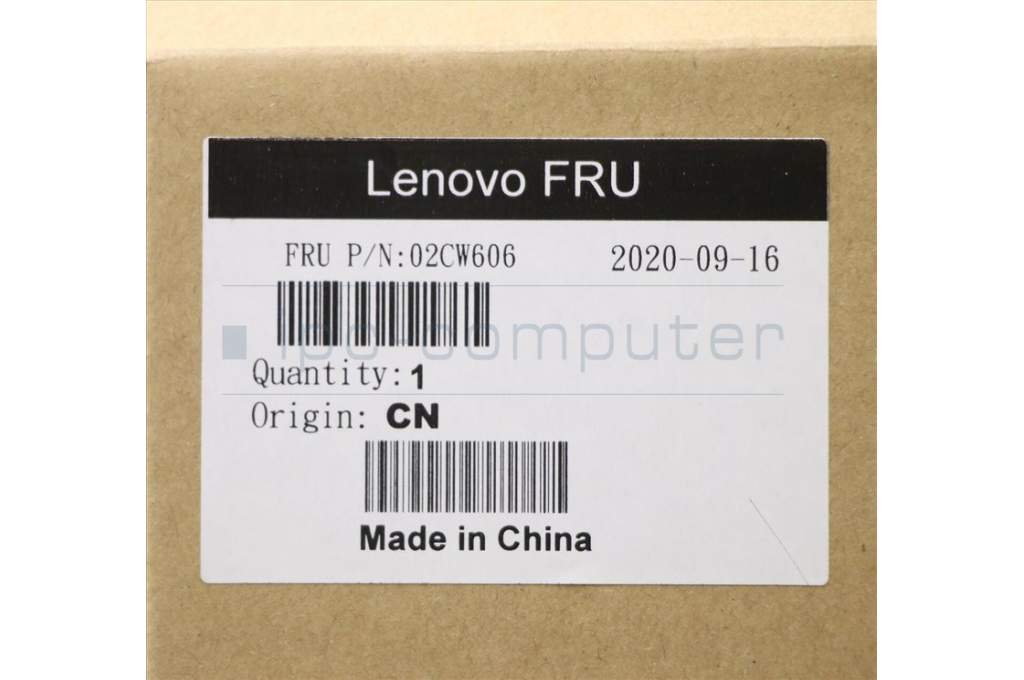 Lenovo FRU
FRU P/N:02CW606 2020-09-16
ipc-computer
Quantity:1
Origin: CN
Made in China